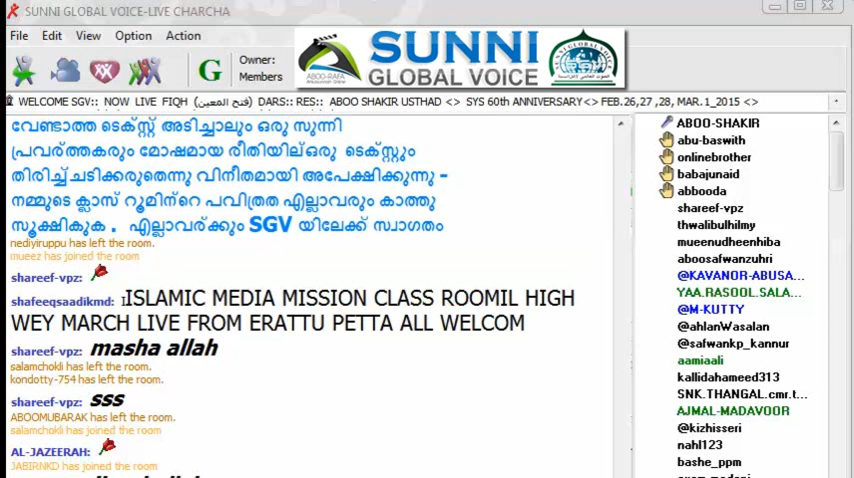 SUNNI GLOBAL VOICE-LIVE CHARCHA
File Edit View Option Action
G
Owner:
Members
ABOO-RAFA
SUNNI
GLOBAL VOICE
WELCOME SGV:: NOW LIVE FIQH (فتح المعين) DARS:: RES:: ABOO SHAKIR USTHAD <> SYS 60th ANNIVERSARY<> FEB.26,27 ,28, MAR.1_2015 <>
വേണ്ടാത്ത ടെക്സ്റ്റ് അടിച്ചാലും ഒരു സുന്നി
പ്രവര്ത്തകരും മോഷമായ രീതിയില്ഒരു ടെക്സ്റ്റും
തിരിച്ച് ചടിക്കരുതെന്നു വിനീതമായി അപേക്ഷിക്കുന്നു -
നമ്മുടെ ക്ലാസ് റൂമിന്റെ പവിത്രത എല്ലാവരും കാത്തു
സൂക്ഷികുക . എല്ലാവര്ക്കും SGV യിലേക്ക് സ്വാഗതം
nediyiruppu has left the room.
mueez has joined the room
shareef-vpz:
shafeeqsaadikmd: ISLAMIC MEDIA MISSION CLASS ROOMIL HIGH
WEY MARCH LIVE FROM ERATTU PETTA ALL WELCOM
shareef-vpz: masha allah
salamchokli has left the room.
kondotty-754 has left the room.
shareef-vpz: sss
ABOOMUBARAK has left the room.
salamchokli has joined the room
AL-JAZEERAH:
JABIRNKD has joined the room
ABOO-SHAKIR
abu-baswith
onlinebrother
babajunaid
abbooda
shareef-vpz
thwalibulhilmy
mueenudheenhiba
aboosafwanzuhri
@KAVANOR-ABUSA...
YAA.RASOOL.SALA...
@M-KUTTY
@ahlanWasalan
@safwankp_kannur
aamiaali
kallidahameed313
SNK.THANGAL.cmr.t...
AJMAL-MADAVOOR
@kizhisseri
nahl123
bashe_ppm